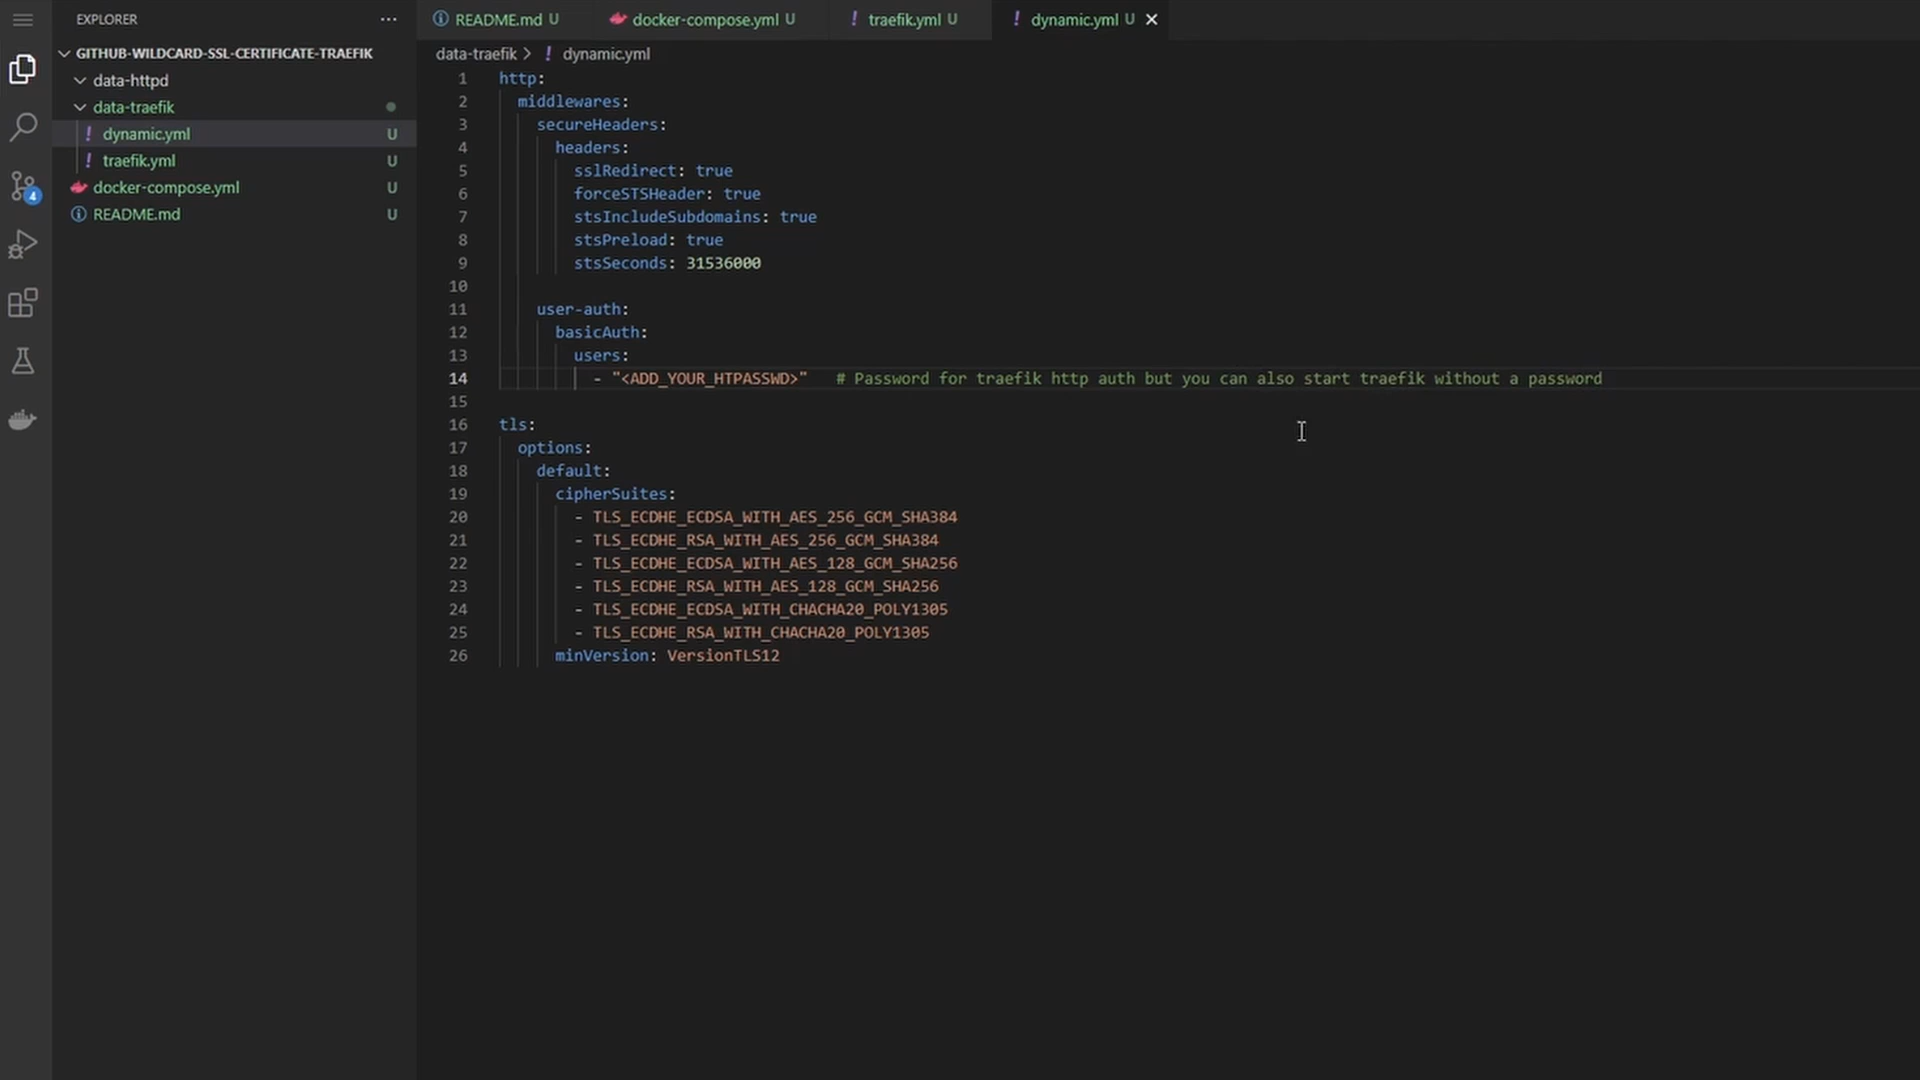 EXPLORER
GITHUB-WILDCARD-SSL-CERTIFICATE-TRAEFIK
data-httpd
data-traefik
! dynamic.yml U
! traefik.yml U
docker-compose.yml U
README.md U
4
README.md U
docker-compose.yml U
! traefik.yml U
! dynamic.yml U
data-traefik > ! dynamic.yml
1 http:
2   middlewares:
3     secureHeaders:
4       headers:
5         sslRedirect: true
6         forceSTSHeader: true
7         stsIncludeSubdomains: true
8         stsPreload: true
9         stsSeconds: 31536000
10
11     user-auth:
12       basicAuth:
13         users:
14           - "<ADD_YOUR_HTPASSWD>"   # Password for traefik http auth but you can also start traefik without a password
15
16 tls:
17   options:
18     default:
19       cipherSuites:
20         - TLS_ECDHE_ECDSA_WITH_AES_256_GCM_SHA384
21         - TLS_ECDHE_RSA_WITH_AES_256_GCM_SHA384
22         - TLS_ECDHE_ECDSA_WITH_AES_128_GCM_SHA256
23         - TLS_ECDHE_RSA_WITH_AES_128_GCM_SHA256
24         - TLS_ECDHE_ECDSA_WITH_CHACHA20_POLY1305
25         - TLS_ECDHE_RSA_WITH_CHACHA20_POLY1305
26       minVersion: VersionTLS12